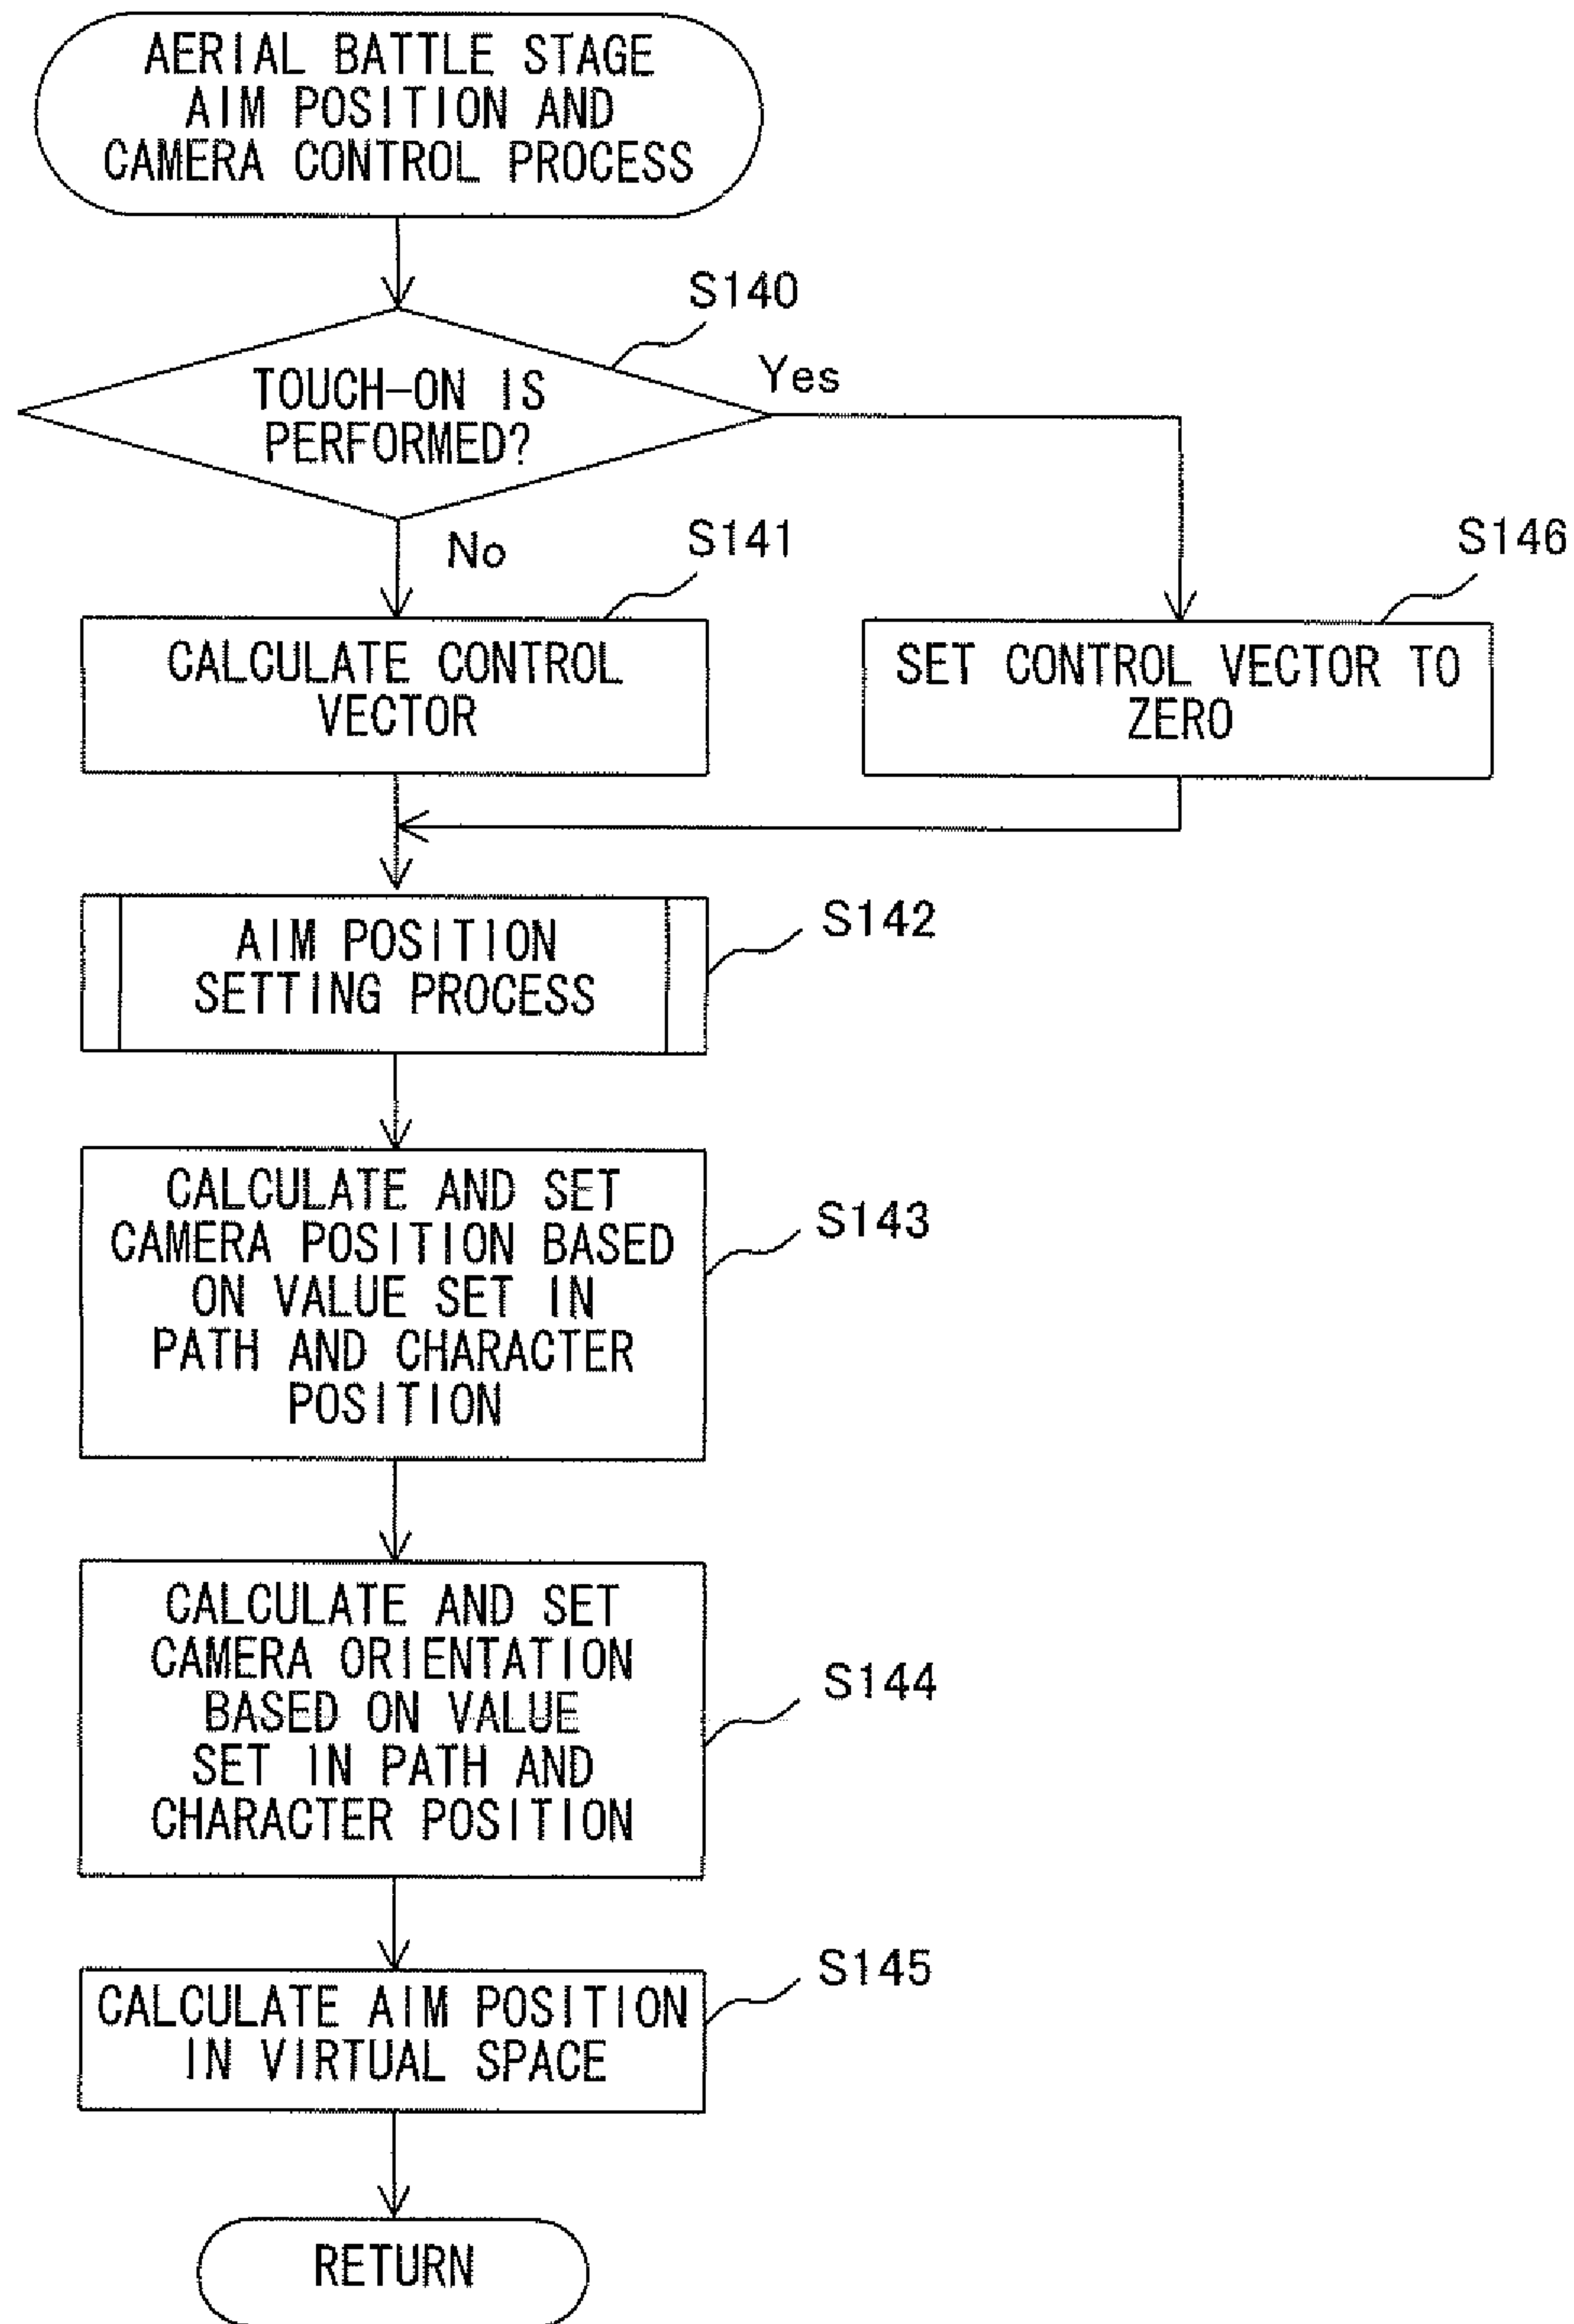 AERIAL BATTLE STAGE
AIM POSITION AND
CAMERA CONTROL PROCESS
S140
TOUCH-ON IS
PERFORMED?
Yes
No
S141
CALCULATE CONTROL
VECTOR
S146
SET CONTROL VECTOR TO
ZERO
AIM POSITION
SETTING PROCESS
S142
CALCULATE AND SET
CAMERA POSITION BASED
ON VALUE SET IN
PATH AND CHARACTER
POSITION
S143
CALCULATE AND SET
CAMERA ORIENTATION
BASED ON VALUE
SET IN PATH AND
CHARACTER POSITION
S144
CALCULATE AIM POSITION
IN VIRTUAL SPACE
S145
RETURN